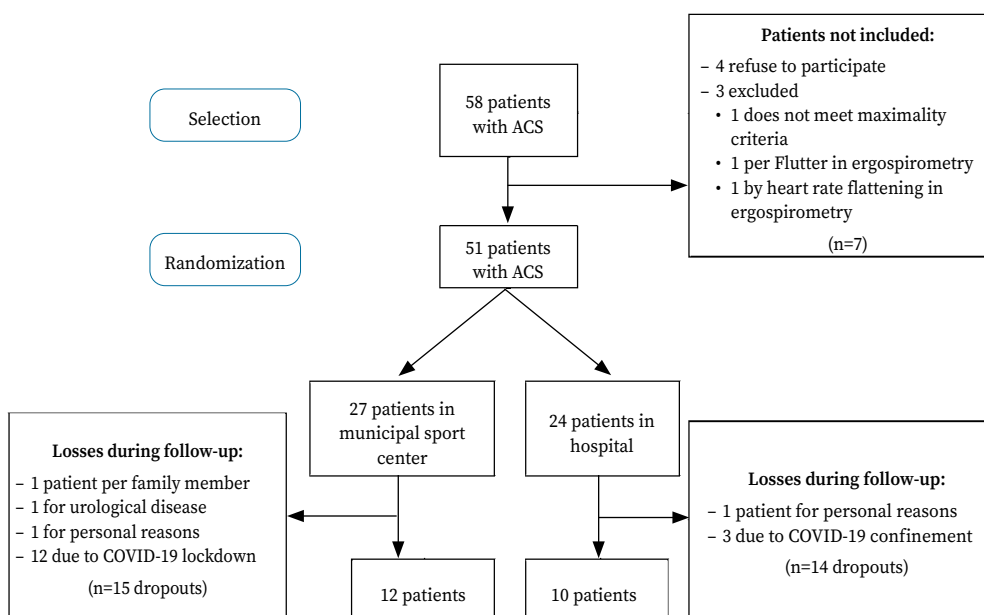 Patients not included:
– 4 refuse to participate
– 3 excluded
• 1 does not meet maximality
criteria
• 1 per Flutter in ergospirometry
• 1 by heart rate flattening in
ergospirometry
(n=7)
Selection
58 patients
with ACS
Randomization
51 patients
with ACS
27 patients in
municipal sport
center
24 patients in
hospital
Losses during follow-up:
– 1 patient per family member
– 1 for urological disease
– 1 for personal reasons
– 12 due to COVID-19 lockdown
(n=15 dropouts)
Losses during follow-up:
– 1 patient for personal reasons
– 3 due to COVID-19 confinement
(n=14 dropouts)
12 patients
10 patients